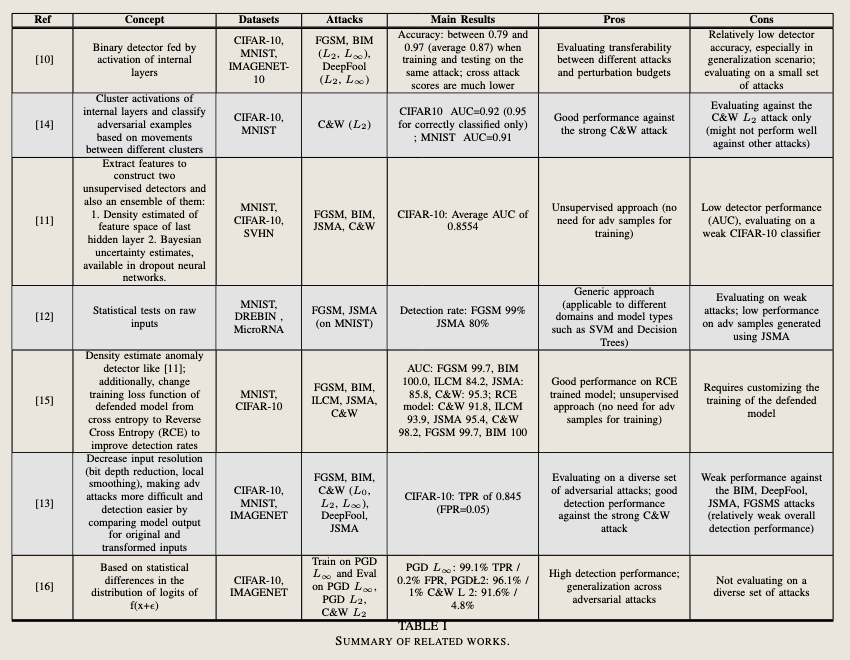 Ref Concept Datasets Attacks Main Results Pros Cons
[10]
Binary detector fed by
activation of internal
layers
CIFAR-10,
MNIST,
IMAGENET-
10
FGSM, BIM
(L₂, L∞),
DeepFool
(L₂, L∞)
Accuracy: between 0.79 and
0.97 (average 0.87) when
training and testing on the
same attack; cross attack
scores are much lower
Evaluating transferability
between different attacks
and perturbation budgets
Relatively low detector
accuracy, especially in
generalization scenario;
evaluating on a small set
of attacks
[14]
Cluster activations of
internal layers and classify
adversarial examples
based on movements
between different clusters
CIFAR-10,
MNIST
C&W (L₂)
CIFAR10 AUC=0.92 (0.95
for correctly classified only)
; MNIST AUC=0.91
Good performance against
the strong C&W attack
Evaluating against the
C&W L₂ attack only
(might not perform well
against other attacks)
[11]
Extract features to
construct two
unsupervised detectors and
also an ensemble of them:
1. Density estimated of
feature space of last
hidden layer 2. Bayesian
uncertainty estimates,
available in dropout neural
networks.
MNIST,
CIFAR-10,
SVHN
FGSM, BIM,
JSMA, C&W
CIFAR-10: Average AUC of
0.8554
Unsupervised approach (no
need for adv samples for
training)
Low detector performance
(AUC), evaluating on a
weak CIFAR-10 classifier
[12]
Statistical tests on raw
inputs
MNIST,
DREBIN ,
MicroRNA
FGSM, JSMA
(on MNIST)
Detection rate: FGSM 99%
JSMA 80%
Generic approach
(applicable to different
domains and model types
such as SVM and Decision
Trees)
Evaluating on weak
attacks; low performance
on adv samples generated
using JSMA
[15]
Density estimate anomaly
detector like [11];
additionally, change
training loss function of
defended model from
cross entropy to Reverse
Cross Entropy (RCE) to
improve detection rates
MNIST,
CIFAR-10
FGSM, BIM,
ILCM, JSMA,
C&W
AUC: FGSM 99.7, BIM
100.0, ILCM 84.2, JSMA:
85.8, C&W: 95.3; RCE
model: C&W 91.8, ILCM
93.9, JSMA 95.4, C&W
98.2, FGSM 99.7, BIM 100
Good performance on RCE
trained model; unsupervised
approach (no need for adv
samples for training)
Requires customizing the
training of the defended
model
[13]
Decrease input resolution
(bit depth reduction, local
smoothing), making adv
attacks more difficult and
detection easier by
comparing model output
for original and
transformed inputs
CIFAR-10,
MNIST,
IMAGENET
FGSM, BIM,
C&W (L₀,
L₂, L∞),
DeepFool,
JSMA
CIFAR-10: TPR of 0.845
(FPR=0.05)
Evaluating on a diverse set
of adversarial attacks; good
detection performance
against the strong C&W
attack
Weak performance against
the BIM, DeepFool,
JSMA, FGSMS attacks
(relatively weak overall
detection performance)
[16]
Based on statistical
differences in the
distribution of logits of
f(x+ϵ)
CIFAR-10,
IMAGENET
Train on PGD
L∞ and Eval
on PGD L∞,
PGD L₂,
C&W L₂
PGD L∞: 99.1% TPR /
0.2% FPR, PGDŁ2: 96.1% /
1% C&W L 2: 91.6% /
4.8%
High detection performance;
generalization across
adversarial attacks
Not evaluating on a
diverse set of attacks
TABLE I
SUMMARY OF RELATED WORKS.